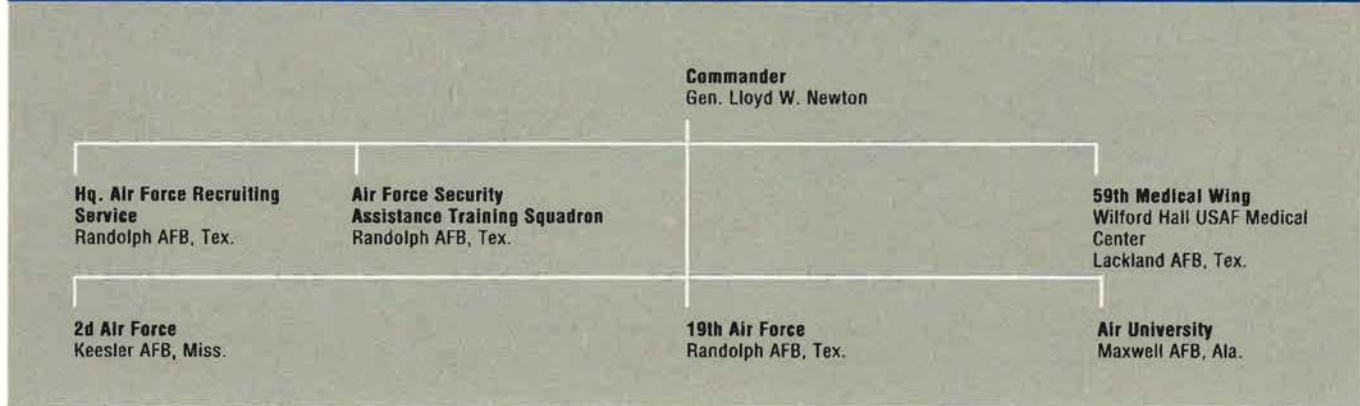 Commander
Gen. Lloyd W. Newton
Hq. Air Force Recruiting
Service
Randolph AFB, Tex.
Air Force Security
Assistance Training Squadron
Randolph AFB, Tex.
59th Medical Wing
Wilford Hall USAF Medical
Center
Lackland AFB, Tex.
2d Air Force
Keesler AFB, Miss.
19th Air Force
Randolph AFB, Tex.
Air University
Maxwell AFB, Ala.